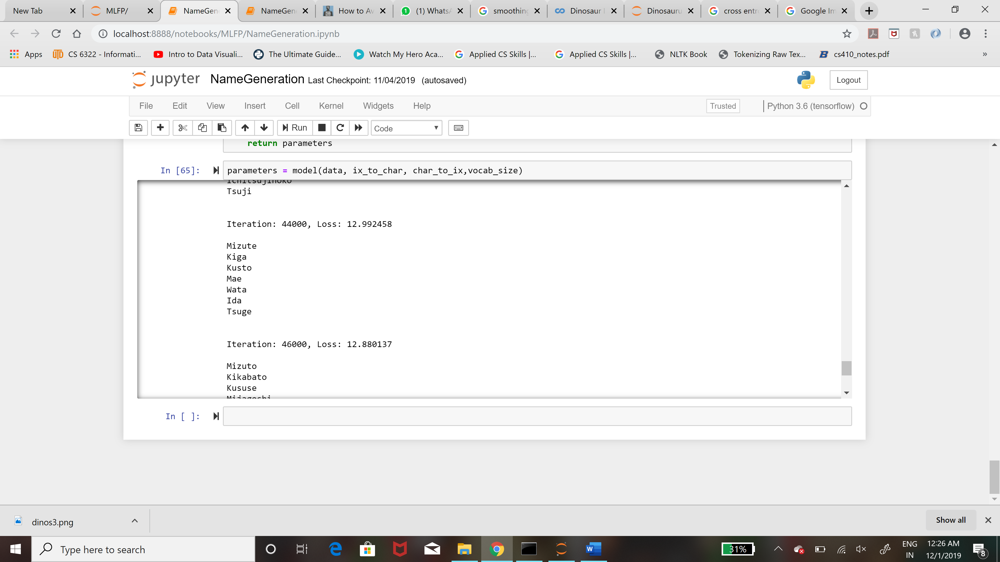 New Tab
MLFP/
NameGen
NameGen
How to Av
(1) WhatsA
smoothing
Dinosaur
Dinosauru
cross entr
Google Im
localhost:8888/notebooks/MLFP/NameGeneration.ipynb
Apps
CS 6322 - Informati...
Intro to Data Visuali...
The Ultimate Guide...
Watch My Hero Aca...
Applied CS Skills |...
Applied CS Skills |...
NLTK Book
Tokenizing Raw Tex...
cs410_notes.pdf
»
jupyter NameGeneration Last Checkpoint: 11/04/2019 (autosaved)
Logout
File Edit View Insert Cell Kernel Widgets Help
Trusted
Python 3.6 (tensorflow)
Run
Code
return parameters
In [65]: parameters = model(data, ix_to_char, char_to_ix,vocab_size)
Ichitsujinoko
Tsuji
Iteration: 44000, Loss: 12.992458
Mizute
Kiga
Kusto
Mae
Wata
Ida
Tsuge
Iteration: 46000, Loss: 12.880137
Mizuto
Kikabato
Kususe
In [ ]:
dinos3.png
Show all
Type here to search
31%
ENG
IN
12:26 AM
12/1/2019
8